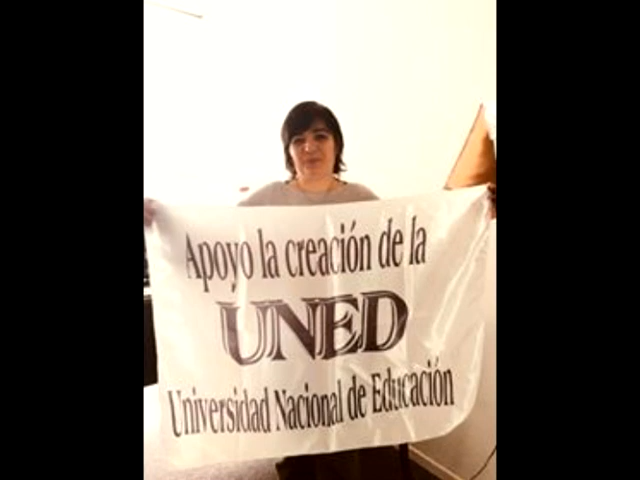 Apoyo la creación de la
UNED
Universidad Nacional de Educación